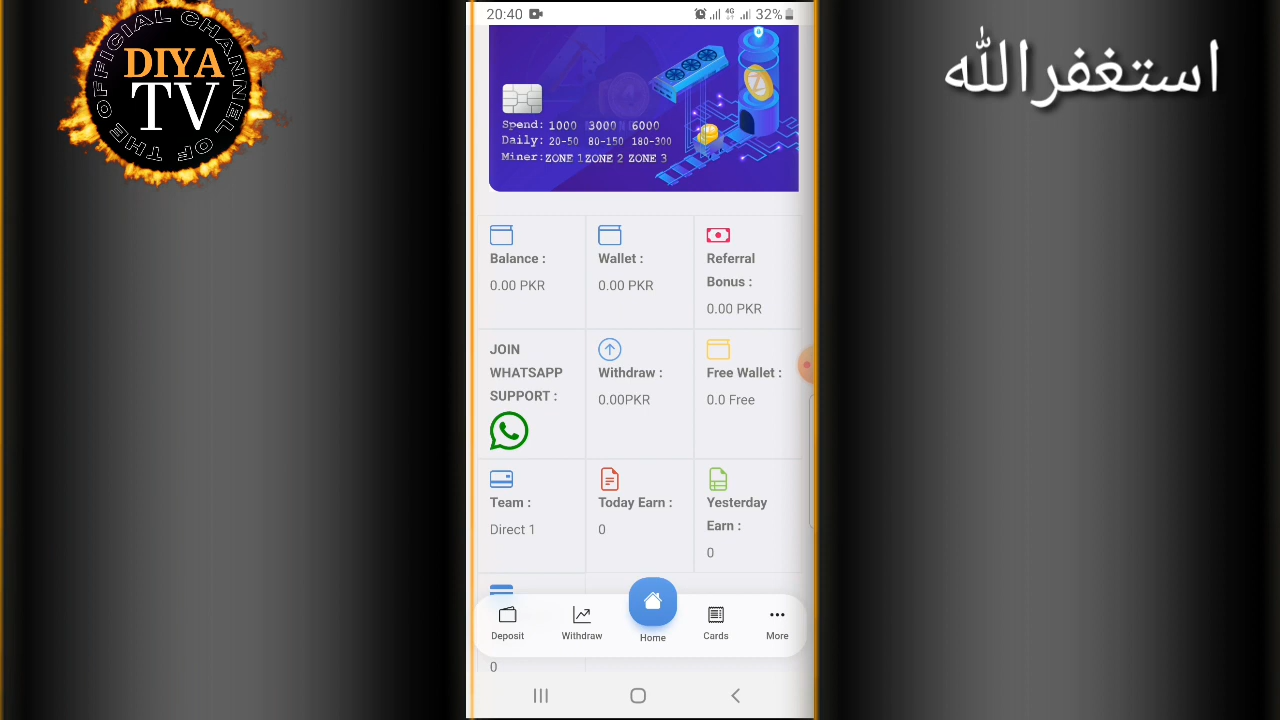 THE OFFICIAL CHANNEL OF THE
DIYA
TV
استغفرالله
20:40
4G
32%
Spend: 1000 3000 6000
Daily: 20-50 80-150 180-300
Miner: ZONE 1 ZONE 2 ZONE 3
Balance :
0.00 PKR
Wallet :
0.00 PKR
Referral
Bonus :
0.00 PKR
JOIN
WHATSAPP
SUPPORT :
Withdraw :
0.00PKR
Free Wallet :
0.0 Free
Team :
Direct 1
Today Earn :
0
Yesterday
Earn :
0
0
Deposit
Withdraw
Home
Cards
More